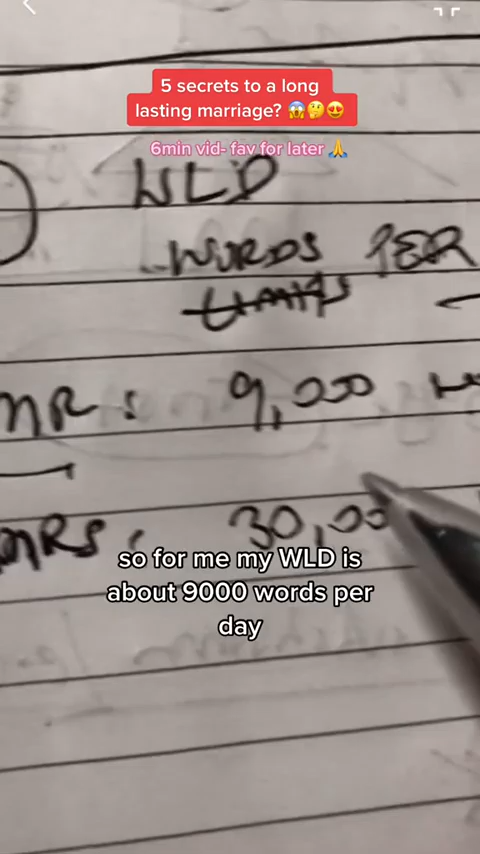 5 secrets to a long
lasting marriage? 😱🤔😍
6min vid- fav for later 🙏
WLD
WORDS PER
LIMITS
MR : 9,000
MRS : 30,00
so for me my WLD is
about 9000 words per
day